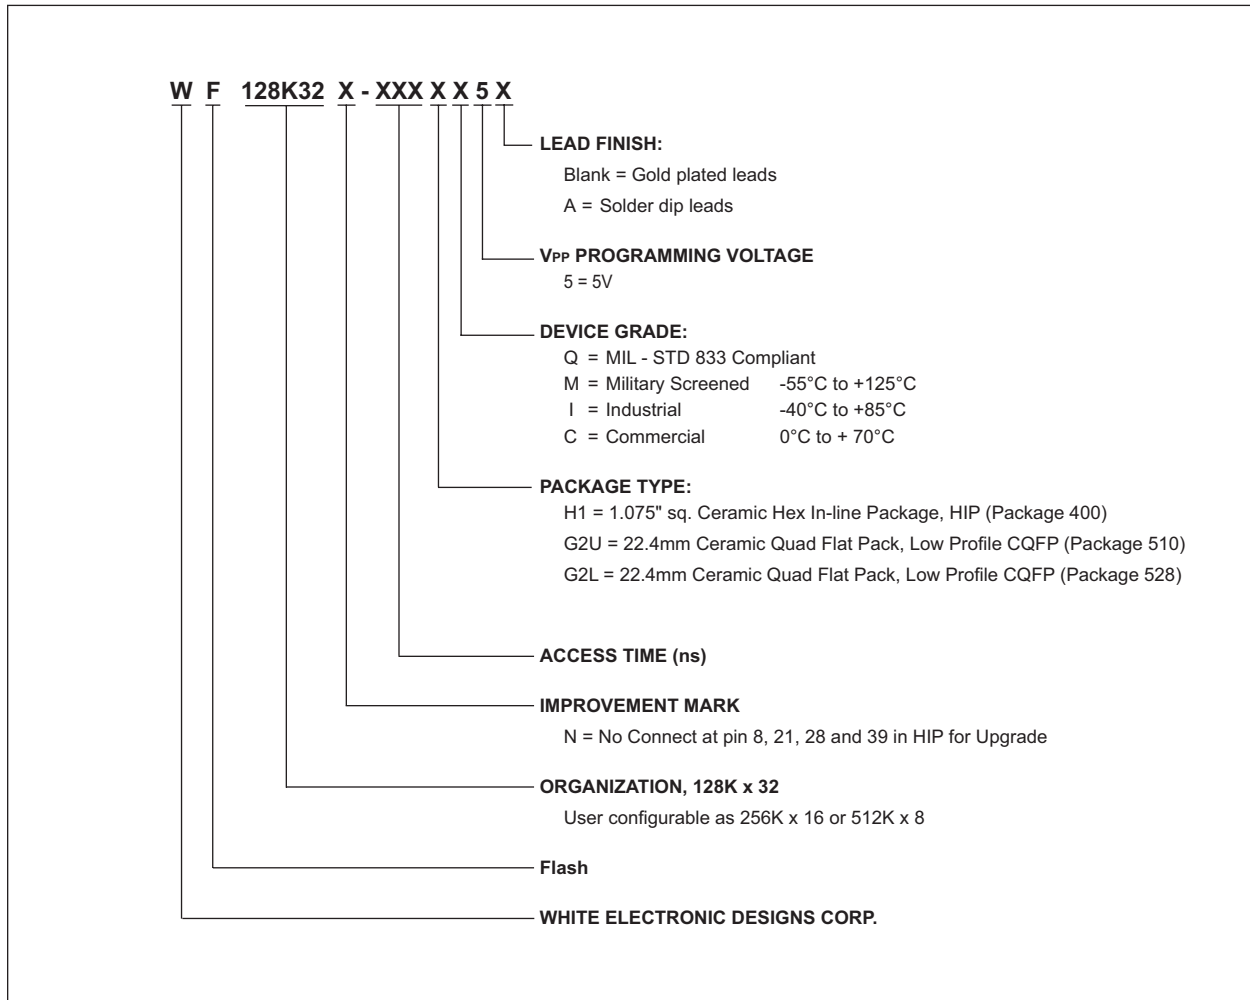 W F 128K32 X - XXX X X 5 X
LEAD FINISH:
Blank = Gold plated leads
A = Solder dip leads
VPP PROGRAMMING VOLTAGE
5 = 5V
DEVICE GRADE:
Q = MIL - STD 833 Compliant
M = Military Screened -55°C to +125°C
I = Industrial -40°C to +85°C
C = Commercial 0°C to + 70°C
PACKAGE TYPE:
H1 = 1.075" sq. Ceramic Hex In-line Package, HIP (Package 400)
G2U = 22.4mm Ceramic Quad Flat Pack, Low Profile CQFP (Package 510)
G2L = 22.4mm Ceramic Quad Flat Pack, Low Profile CQFP (Package 528)
ACCESS TIME (ns)
IMPROVEMENT MARK
N = No Connect at pin 8, 21, 28 and 39 in HIP for Upgrade
ORGANIZATION, 128K x 32
User configurable as 256K x 16 or 512K x 8
Flash
WHITE ELECTRONIC DESIGNS CORP.